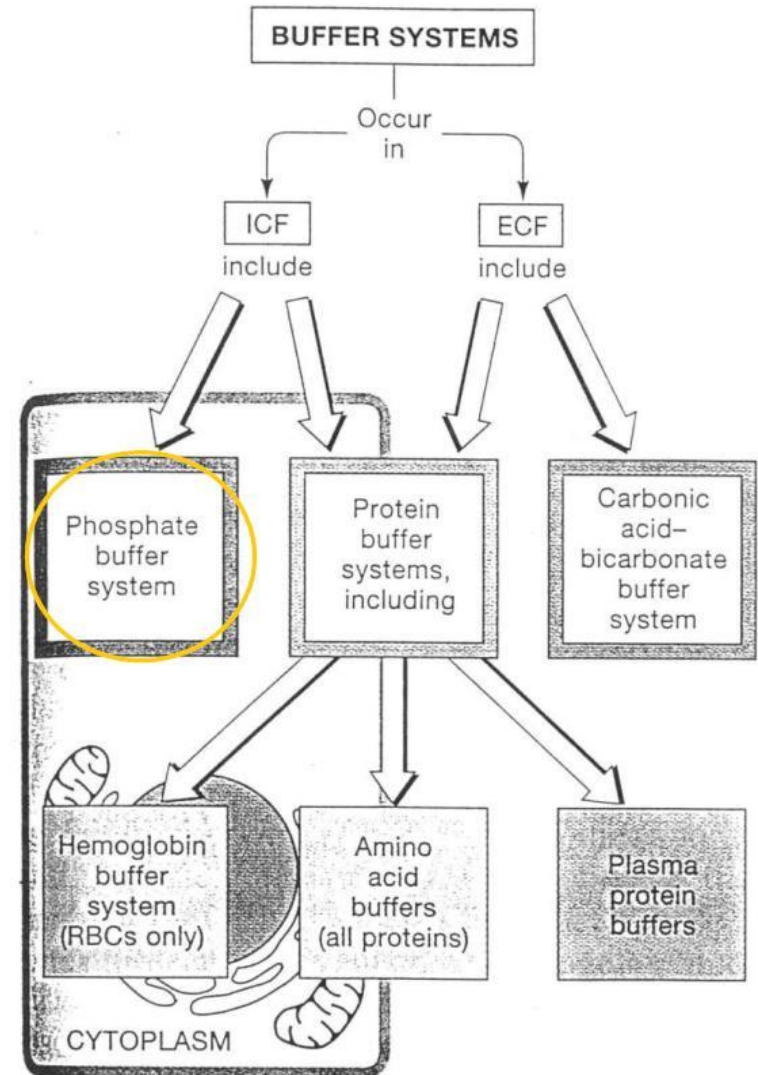 BUFFER SYSTEMS
Occur
in
ICF
ECF
include
include
Phosphate
buffer
system
Protein
buffer
systems,
including
Carbonic
acid–
bicarbonate
buffer
system
Hemoglobin
buffer
system
(RBCs only)
Amino
acid
buffers
(all proteins)
Plasma
protein
buffers
CYTOPLASM